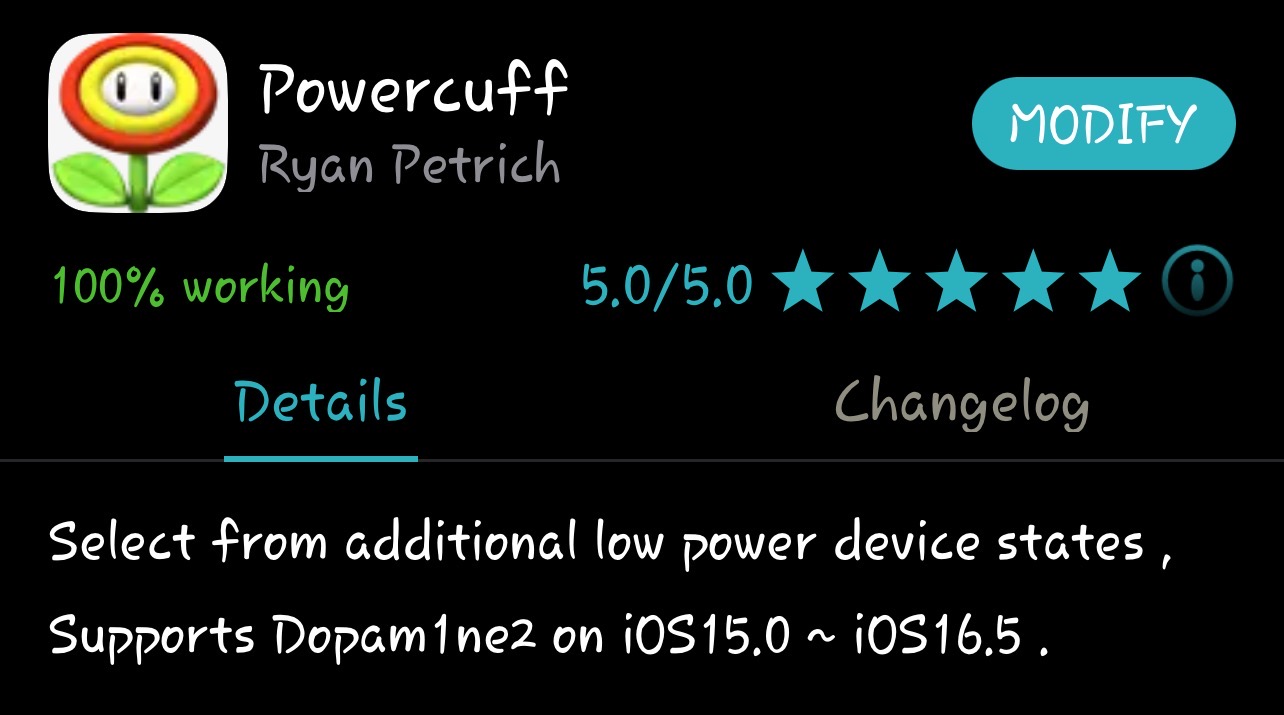 Powercuff
Ryan Petrich
MODIFY
100% working
5.0/5.0
Details
Changelog
Select from additional low power device states ,
Supports Dopam1ne2 on iOS15.0 ~ iOS16.5 .